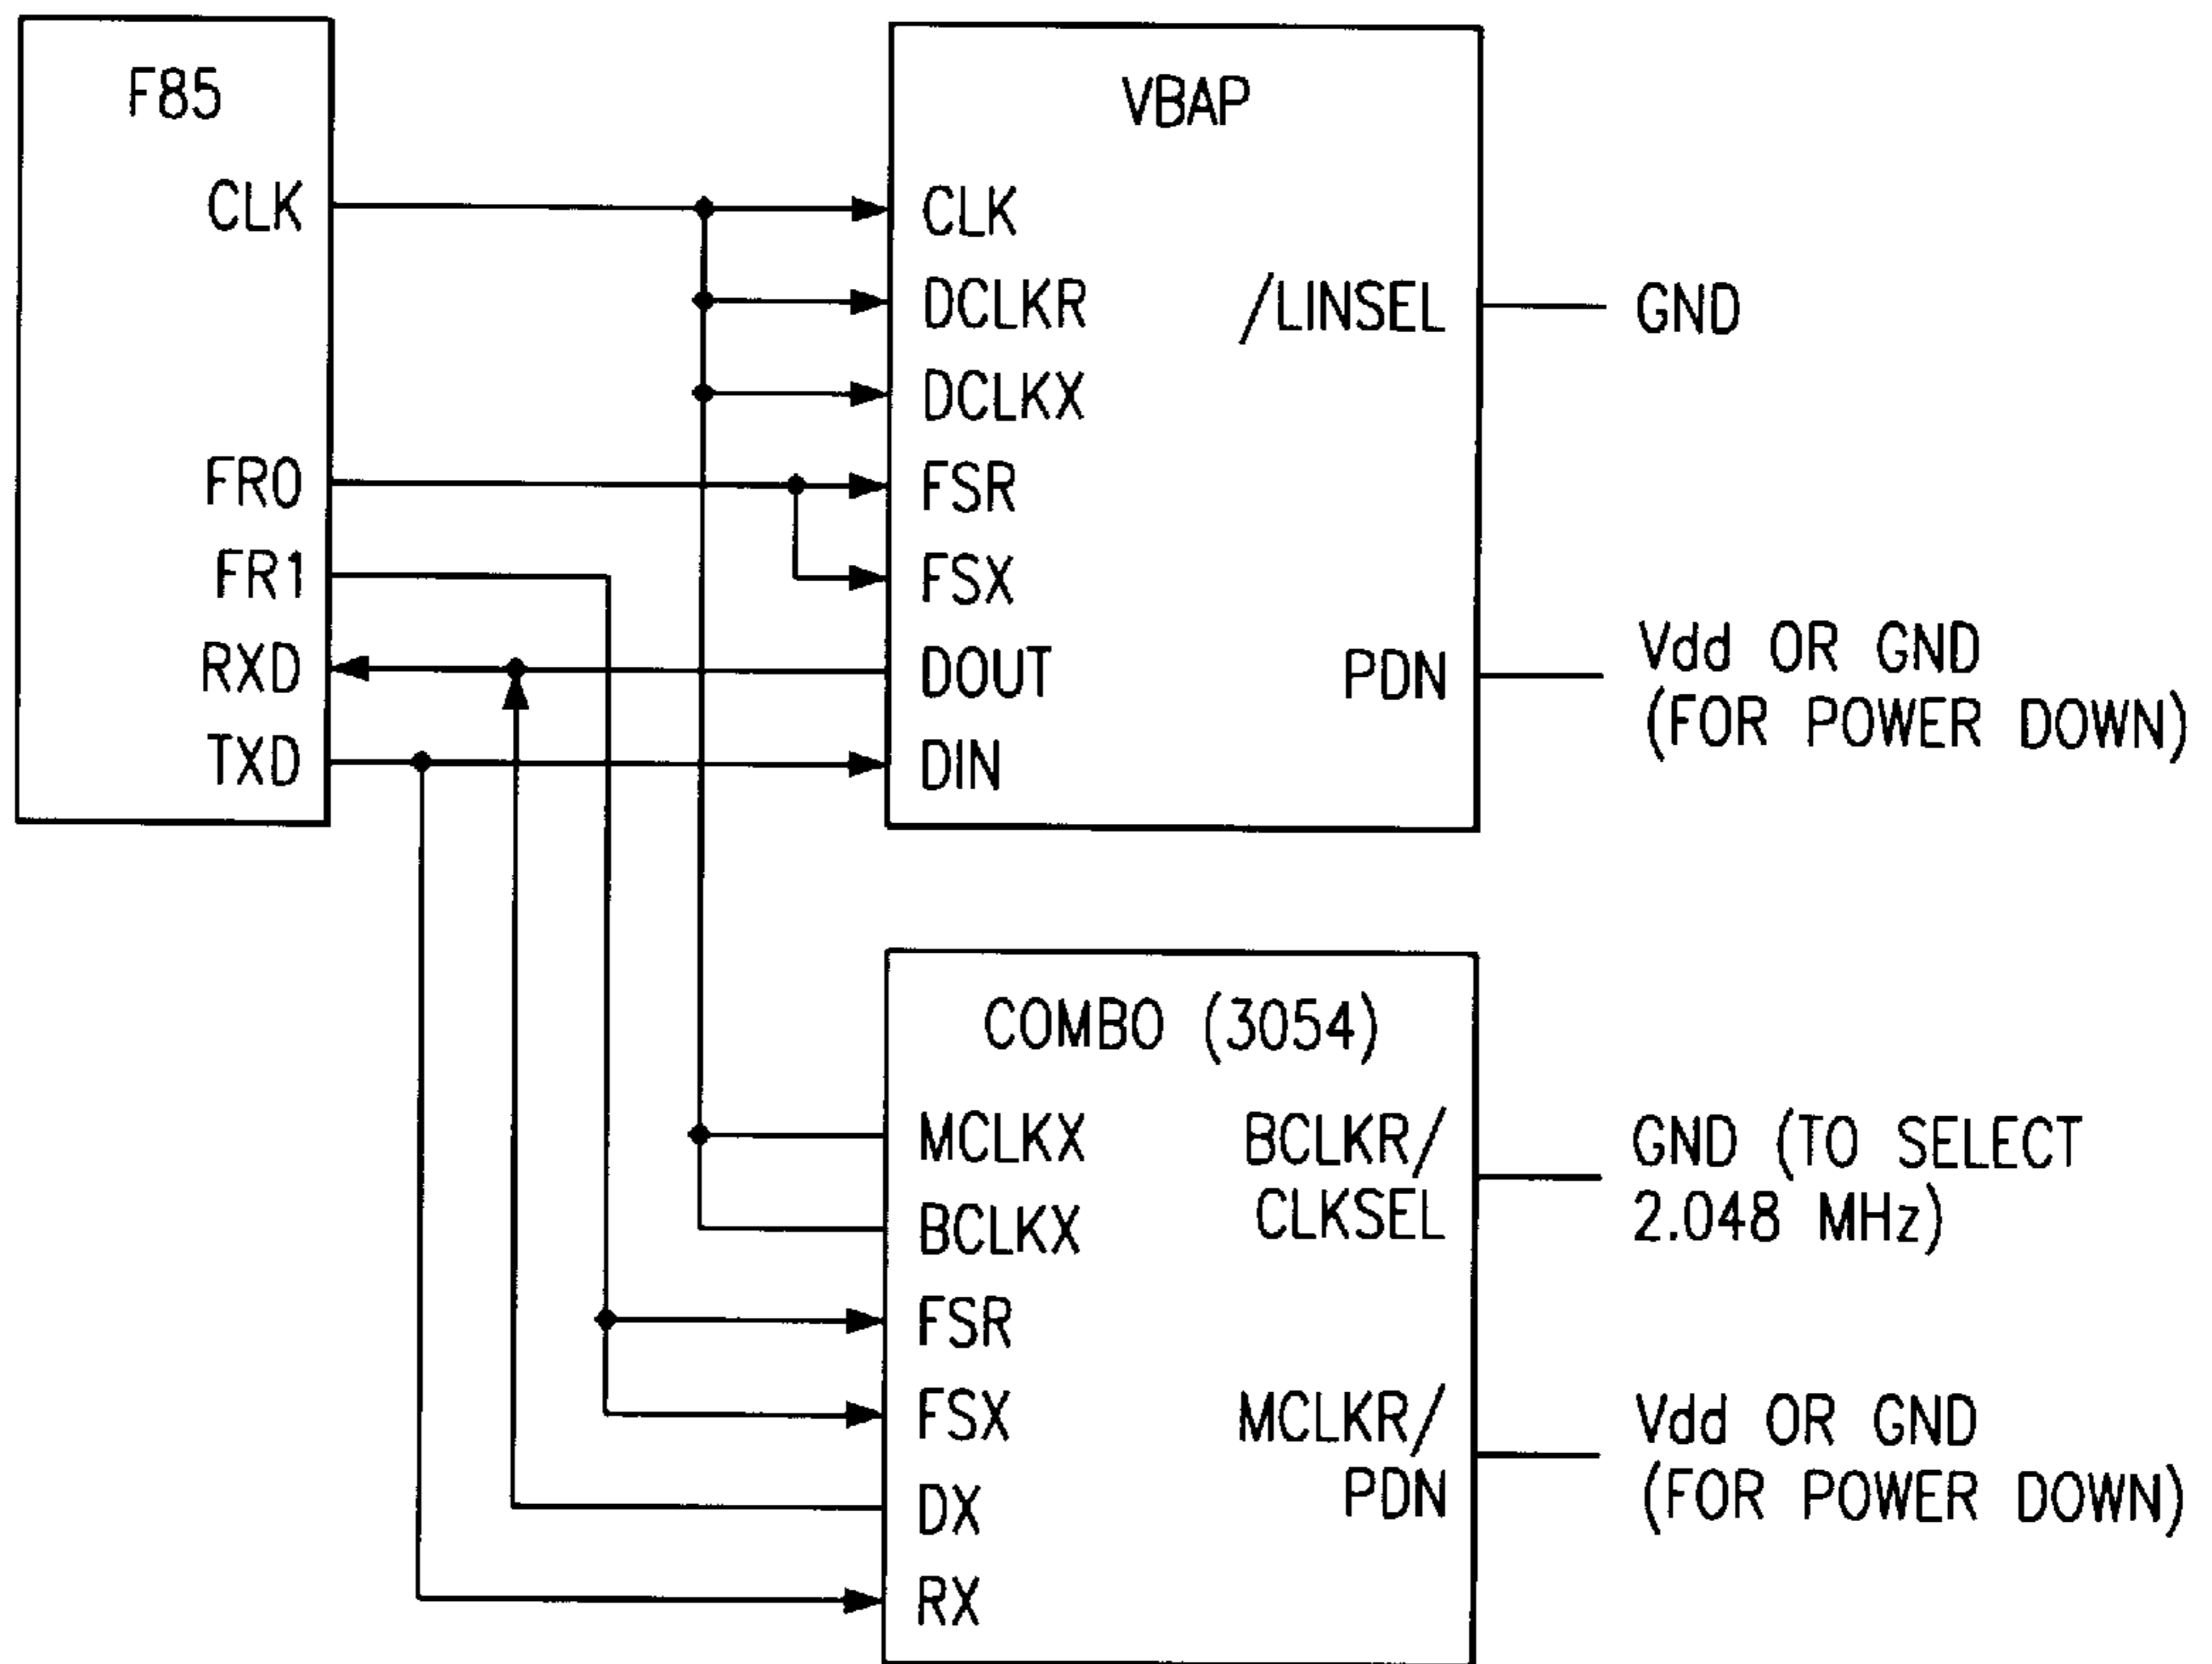 F85
CLK
FR0
FR1
RXD
TXD
VBAP
CLK
DCLKR
DCLKX
FSR
FSX
DOUT
DIN
/LINSEL
PDN
GND
Vdd OR GND
(FOR POWER DOWN)
COMBO (3054)
MCLKX
BCLKX
FSR
FSX
DX
RX
BCLKR/
CLKSEL
MCLKR/
PDN
GND (TO SELECT
2.048 MHz)
Vdd OR GND
(FOR POWER DOWN)